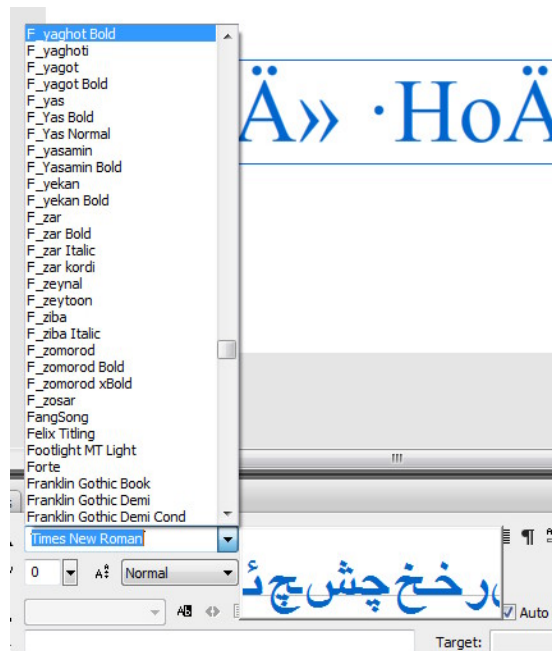 F_yaghot Bold
F_yaghoti
F_yagot
F_yagot Bold
F_yas
F_Yas Bold
F_Yas Normal
F_yasamin
F_Yasamin Bold
F_yekan
F_yekan Bold
F_zar
F_zar Bold
F_zar Italic
F_zar kordi
F_zeynal
F_zeytoon
F_ziba
F_ziba Italic
F_zomorod
F_zomorod Bold
F_zomorod xBold
F_zosar
FangSong
Felix Titling
Footlight MT Light
Forte
Franklin Gothic Book
Franklin Gothic Demi
Franklin Gothic Demi Cond
Ä» ·HoÄ
Times New Roman
0 Normal
ر خخ چش چ ئ
Auto
Target: